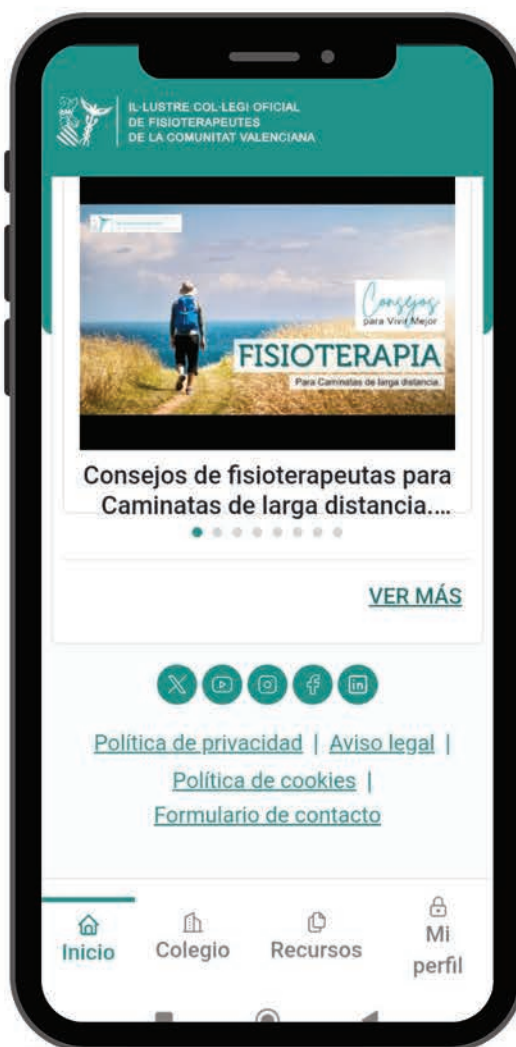 IL·LUSTRE COL·LEGI OFICIAL
DE FISIOTERAPEUTES
DE LA COMUNITAT VALENCIANA
Consejos
para Vivir Mejor
FISIOTERAPIA
Para Caminatas de larga distancia.
Consejos de fisioterapeutas para
Caminatas de larga distancia....
VER MÁS
Política de privacidad | Aviso legal |
Política de cookies |
Formulario de contacto
Inicio
Colegio
Recursos
Mi
perfil